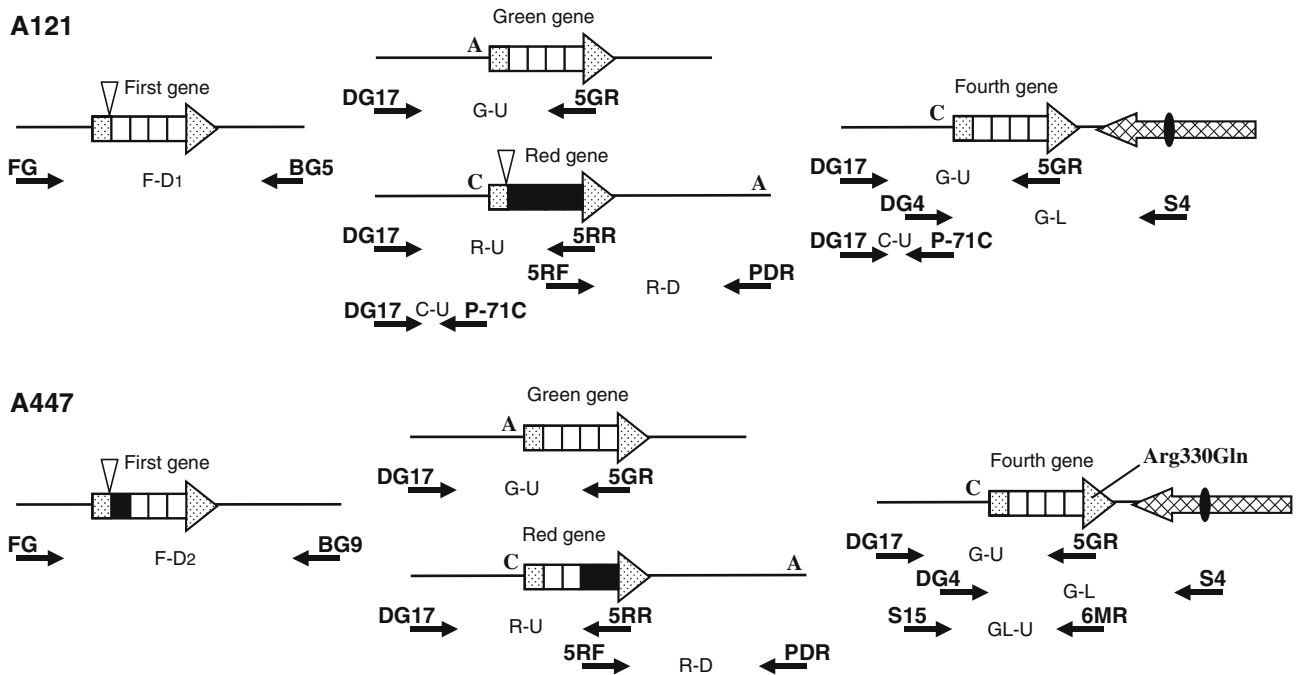 A121
First gene
FG
F-D1
BG5
Green gene
A
DG17
G-U
5GR
Red gene
C
A
DG17
R-U
5RR
5RF
R-D
PDR
DG17
C-U
P-71C
Fourth gene
C
DG17
G-U
5GR
DG4
G-L
S4
DG17
C-U
P-71C
A447
First gene
FG
F-D2
BG9
Green gene
A
DG17
G-U
5GR
Red gene
C
A
DG17
R-U
5RR
5RF
R-D
PDR
Fourth gene
Arg330Gln
C
DG17
G-U
5GR
DG4
G-L
S4
S15
GL-U
6MR